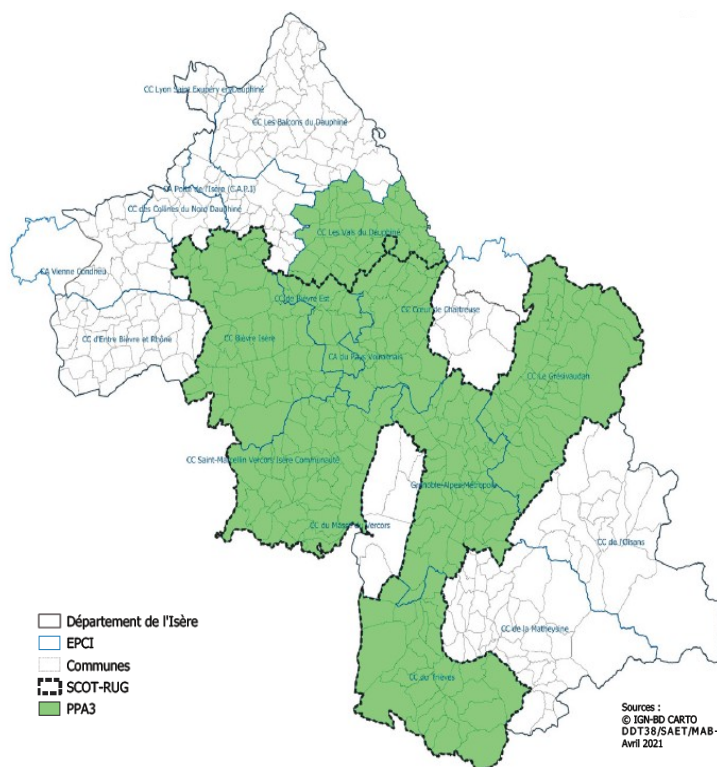 CC Lyon Saint Exupéry en Dauphiné
CC Les Balcons du Dauphiné
CA Porte de l'Isère (C.A.P.I)
CC des Collines du Nord Dauphiné
CC Les Vals du Dauphiné
CA Vienne Condrieu
CC de Bièvre Est
CC Cœur de Chartreuse
CC d'Entre Bièvre et Rhône
CC Bièvre Isère
CA du Pays Voironnais
CC Le Grésivaudan
CC Saint-Marcellin Vercors Isère Communauté
Grenoble-Alpes-Métropole
CC du Massif du Vercors
CC de l'Oisans
CC de la Matheysine
CC du Trièves
Département de l'Isère
EPCI
Communes
SCOT-RUG
PPA3
Sources :
© IGN-BD CARTO
DDT38/SAET/MAB-
Avril 2021